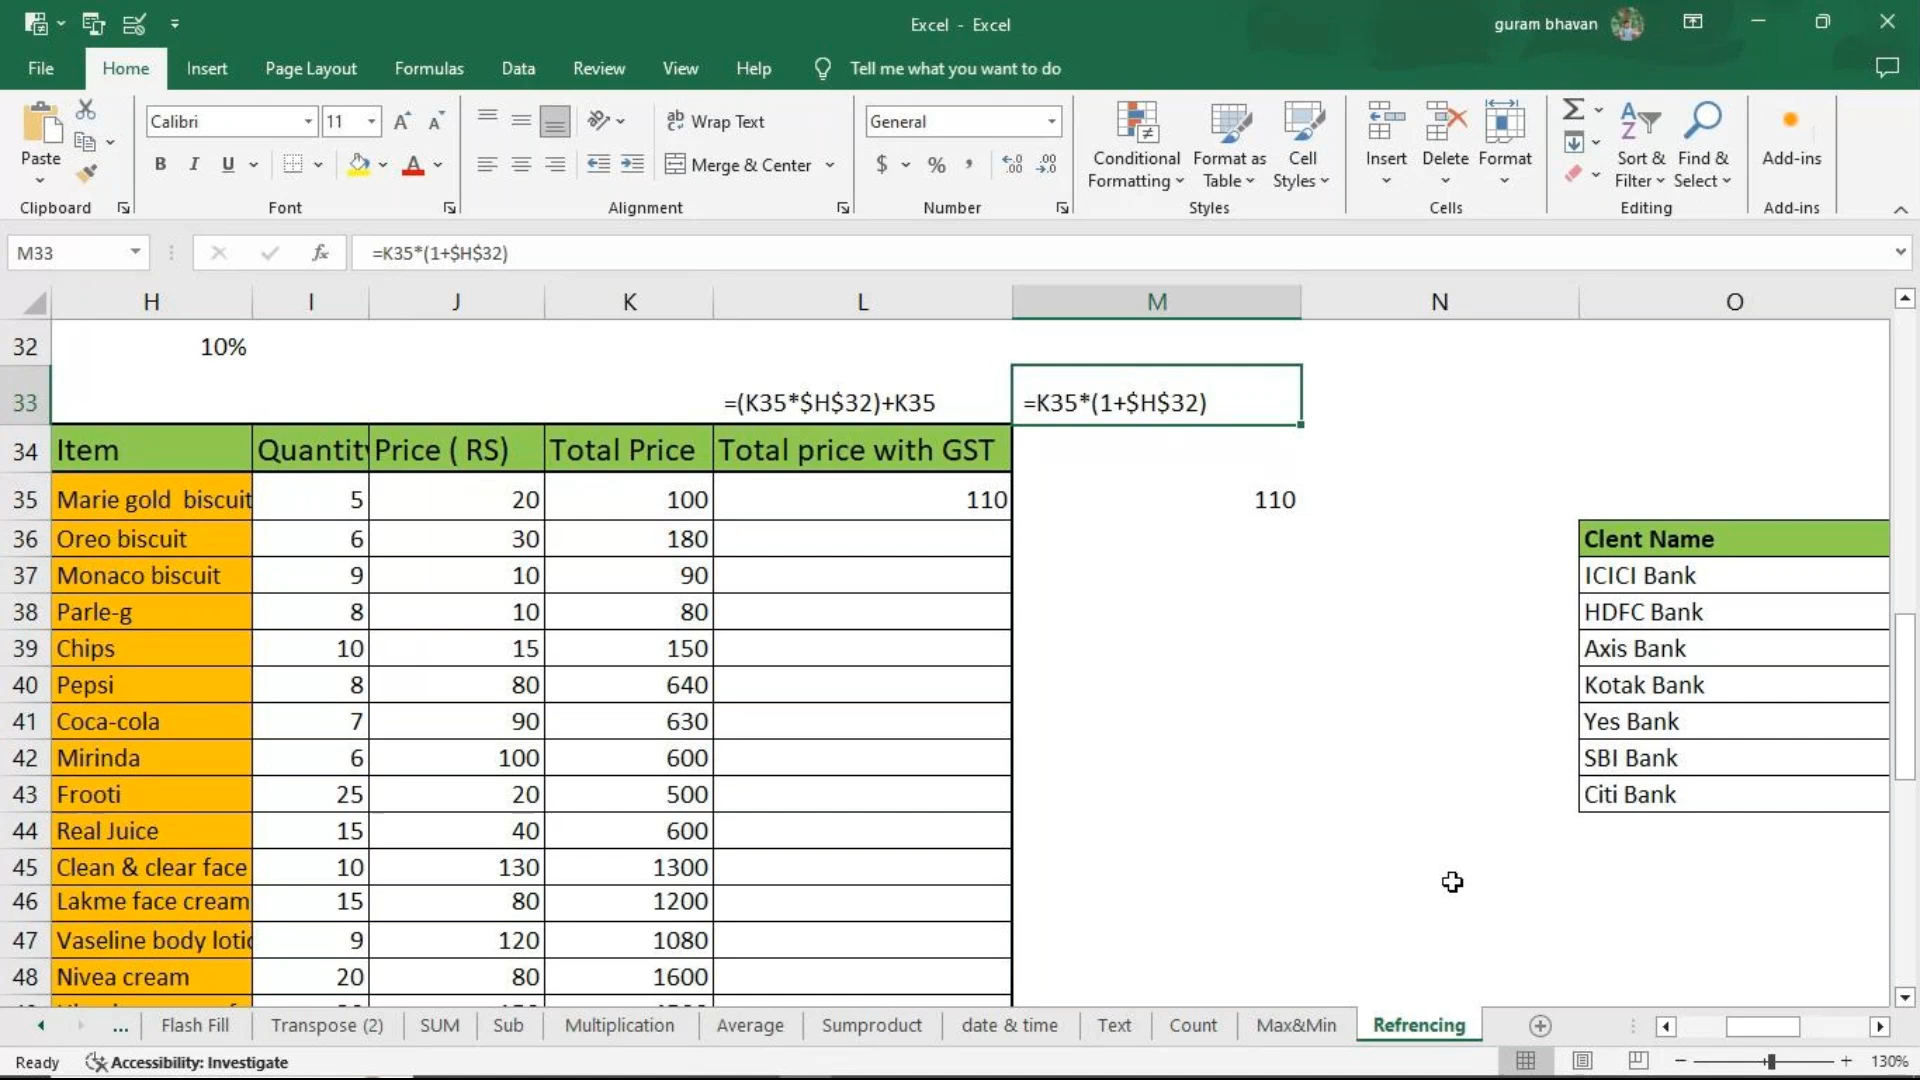 Excel - Excel
guram bhavan
File Home Insert Page Layout Formulas Data Review View Help Tell me what you want to do
Paste
Calibri 11
B I U
ab Wrap Text
Merge & Center
General
$ % ,
Conditional Formatting
Format as Table
Cell Styles
Insert Delete Format
Sort & Filter
Find & Select
Add-ins
Clipboard Font Alignment Number Styles Cells Editing Add-ins
M33 fx =K35*(1+$H$32)
H I J K L M N O
32 10%
33 =(K35*$H$32)+K35 =K35*(1+$H$32)
34 Item Quantity Price ( RS) Total Price Total price with GST
35 Marie gold biscuit 5 20 100 110 110
36 Oreo biscuit 6 30 180 Clent Name
37 Monaco biscuit 9 10 90 ICICI Bank
38 Parle-g 8 10 80 HDFC Bank
39 Chips 10 15 150 Axis Bank
40 Pepsi 8 80 640 Kotak Bank
41 Coca-cola 7 90 630 Yes Bank
42 Mirinda 6 100 600 SBI Bank
43 Frooti 25 20 500 Citi Bank
44 Real Juice 15 40 600
45 Clean & clear face 10 130 1300
46 Lakme face cream 15 80 1200
47 Vaseline body lotic 9 120 1080
48 Nivea cream 20 80 1600
... Flash Fill Transpose (2) SUM Sub Multiplication Average Sumproduct date & time Text Count Max&Min Refrencing
Ready Accessibility: Investigate 130%